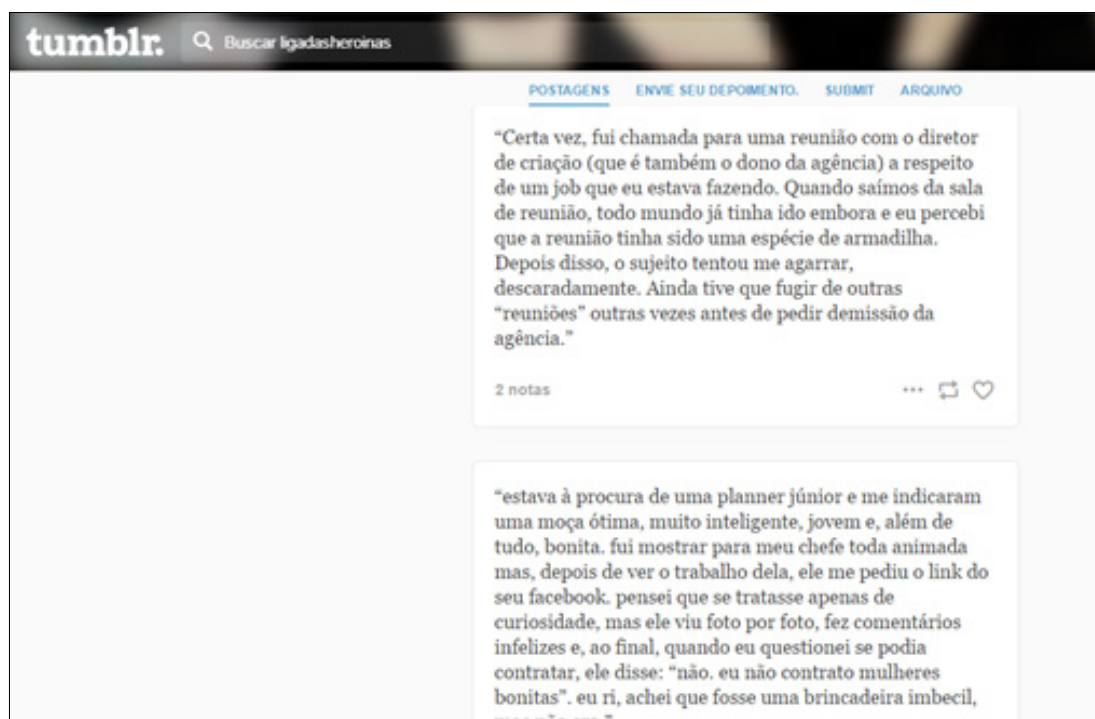 tumblr. Buscar ligadasheroinas
POSTAGENS ENVIE SEU DEPOIMENTO. SUBMIT ARQUIVO
“Certa vez, fui chamada para uma reunião com o diretor
de criação (que é também o dono da agência) a respeito
de um job que eu estava fazendo. Quando saímos da sala
de reunião, todo mundo já tinha ido embora e eu percebi
que a reunião tinha sido uma espécie de armadilha.
Depois disso, o sujeito tentou me agarrar,
descaradamente. Ainda tive que fugir de outras
“reuniões” outras vezes antes de pedir demissão da
agência.”
2 notas
“estava à procura de uma planner júnior e me indicaram
uma moça ótima, muito inteligente, jovem e, além de
tudo, bonita. fui mostrar para meu chefe toda animada
mas, depois de ver o trabalho dela, ele me pediu o link do
seu facebook. pensei que se tratasse apenas de
curiosidade, mas ele viu foto por foto, fez comentários
infelizes e, ao final, quando eu questionei se podia
contratar, ele disse: “não. eu não contrato mulheres
bonitas”. eu ri, achei que fosse uma brincadeira imbecil,